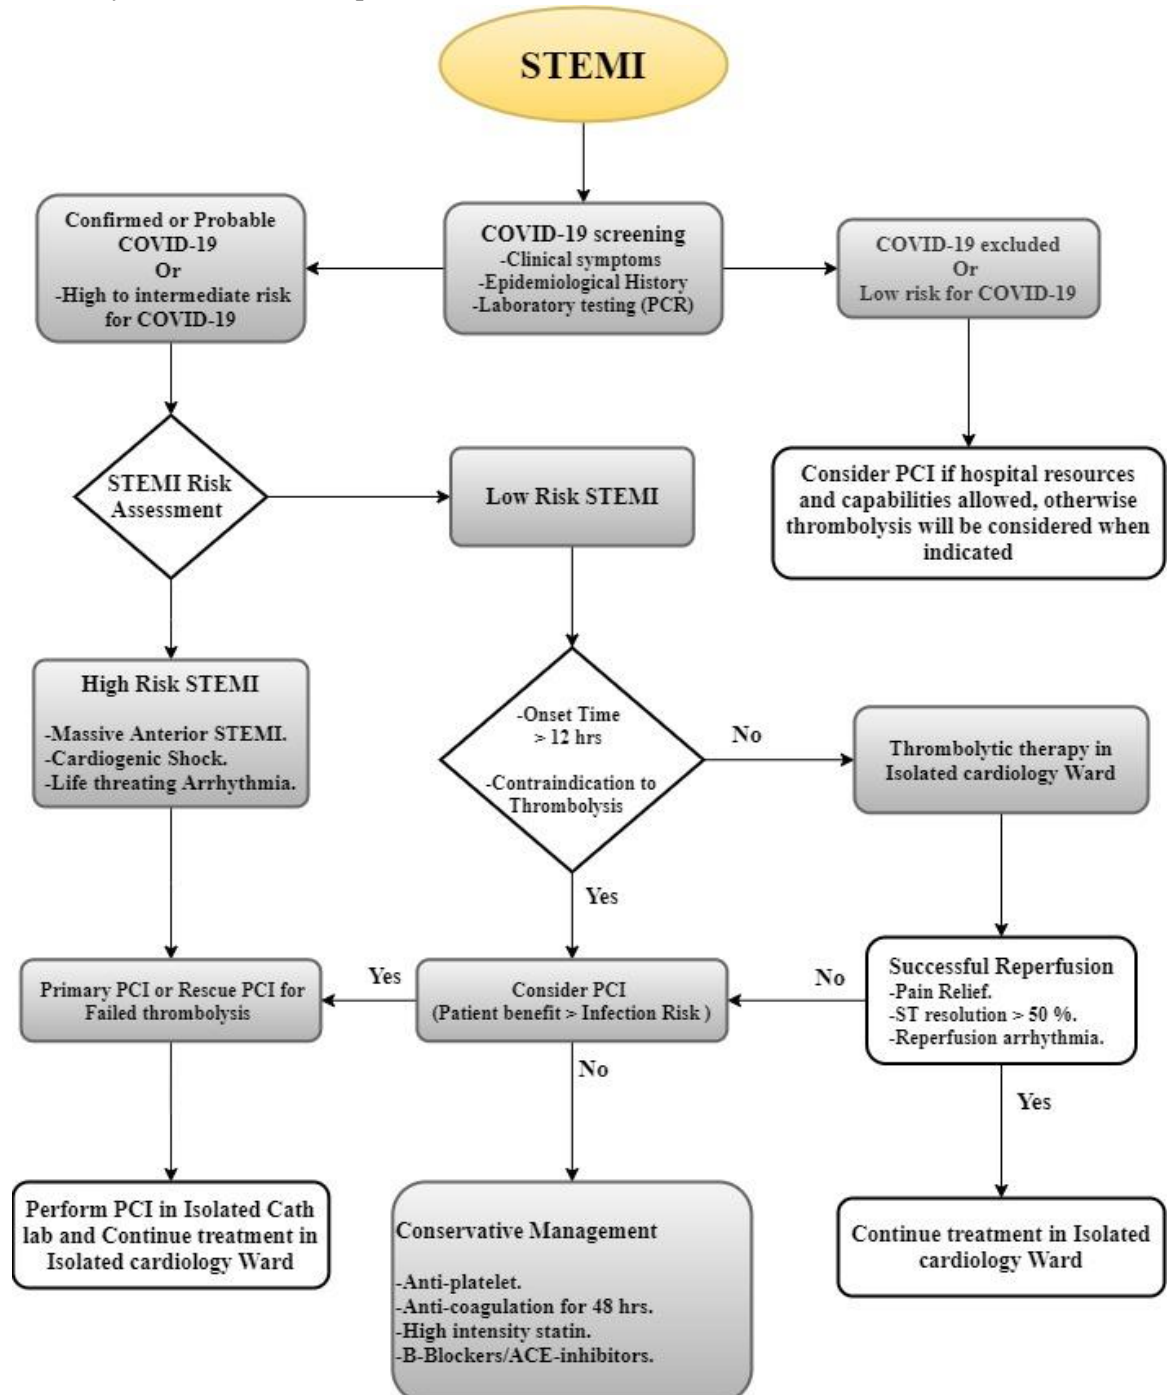 STEMI
Confirmed or Probable
COVID-19
Or
-High to intermediate risk
for COVID-19
COVID-19 screening
-Clinical symptoms
-Epidemiological History
-Laboratory testing (PCR)
COVID-19 excluded
Or
Low risk for COVID-19
STEMI Risk
Assessment
Low Risk STEMI
Consider PCI if hospital resources
and capabilities allowed, otherwise
thrombolysis will be considered when
indicated
High Risk STEMI
-Massive Anterior STEMI.
-Cardiogenic Shock.
-Life threating Arrhythmia.
-Onset Time
> 12 hrs
-Contraindication to
Thrombolysis
No
Thrombolytic therapy in
Isolated cardiology Ward
Yes
Primary PCI or Rescue PCI for
Failed thrombolysis
Yes
Consider PCI
(Patient benefit > Infection Risk )
No
Successful Reperfusion
-Pain Relief.
-ST resolution > 50 %.
-Reperfusion arrhythmia.
No
Yes
Perform PCI in Isolated Cath
lab and Continue treatment in
Isolated cardiology Ward
Conservative Management
-Anti-platelet.
-Anti-coagulation for 48 hrs.
-High intensity statin.
-B-Blockers/ACE-inhibitors.
Continue treatment in Isolated
cardiology Ward